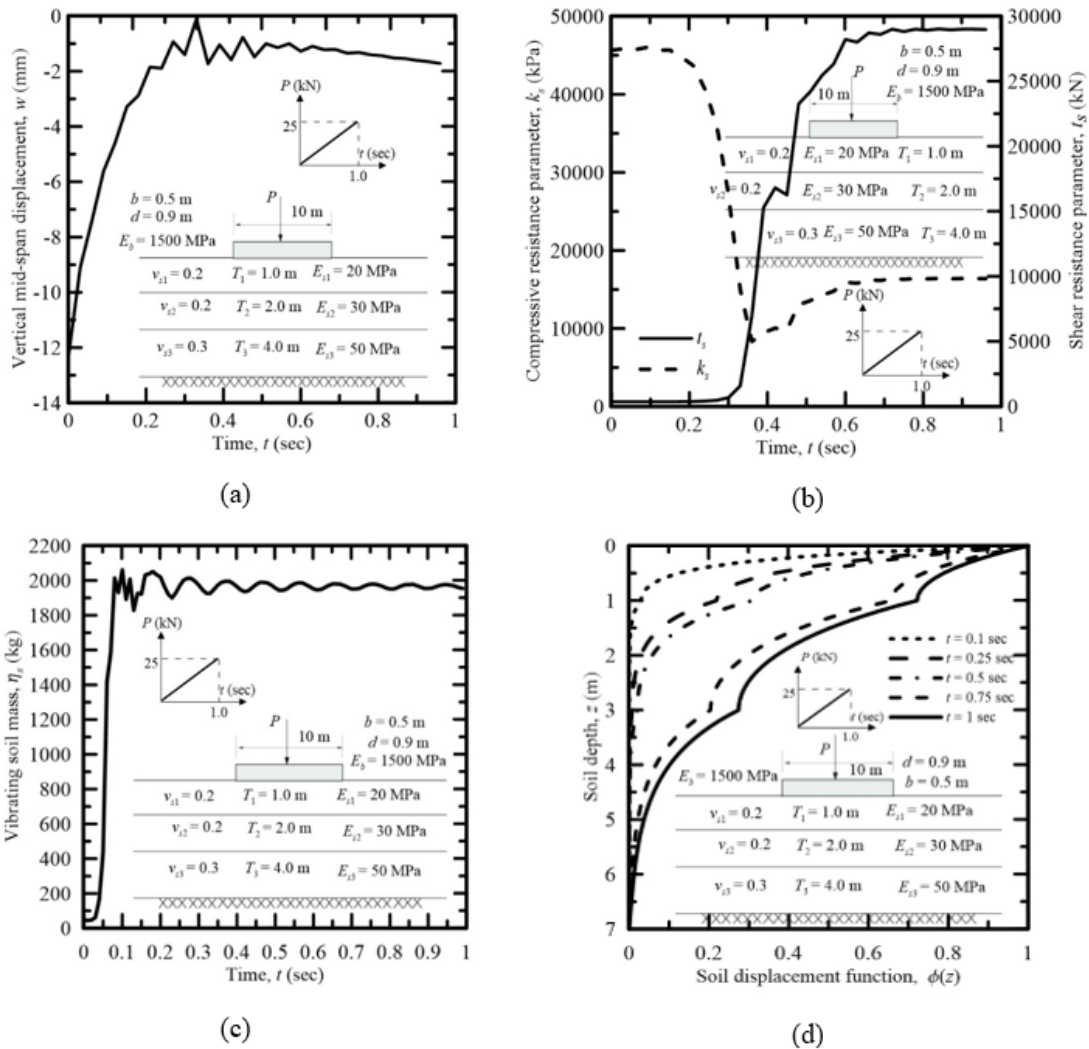 0
-2
-4
-6
-8
-10
-12
-14
Vertical mid-span displacement, w (mm)
P (kN)
25
t (sec)
1.0
b = 0.5 m
d = 0.9 m
E_b = 1500 MPa
P
10 m
ν_s1 = 0.2 T_1 = 1.0 m E_s1 = 20 MPa
ν_s2 = 0.2 T_2 = 2.0 m E_s2 = 30 MPa
ν_s3 = 0.3 T_3 = 4.0 m E_s3 = 50 MPa
0 0.2 0.4 0.6 0.8 1
Time, t (sec)
(a)
50000
40000
30000
20000
10000
0
Compressive resistance parameter, k_s (kPa)
30000
25000
20000
15000
10000
5000
0
Shear resistance parameter, t_s (kN)
b = 0.5 m
d = 0.9 m
E_b = 1500 MPa
P
10 m
ν_s1 = 0.2 E_s1 = 20 MPa T_1 = 1.0 m
ν_s2 = 0.2 E_s2 = 30 MPa T_2 = 2.0 m
ν_s3 = 0.3 E_s3 = 50 MPa T_3 = 4.0 m
P (kN)
25
t (sec)
1.0
t_s
k_s
0 0.2 0.4 0.6 0.8 1
Time, t (sec)
(b)
2200
2000
1800
1600
1400
1200
1000
800
600
400
200
0
Vibrating soil mass, η_s (kg)
P (kN)
25
t (sec)
1.0
P
10 m
b = 0.5 m
d = 0.9 m
E_b = 1500 MPa
ν_s1 = 0.2 T_1 = 1.0 m E_s1 = 20 MPa
ν_s2 = 0.2 T_2 = 2.0 m E_s2 = 30 MPa
ν_s3 = 0.3 T_3 = 4.0 m E_s3 = 50 MPa
0 0.1 0.2 0.3 0.4 0.5 0.6 0.7 0.8 0.9 1
Time, t (sec)
(c)
0
1
2
3
4
5
6
7
Soil depth, z (m)
t = 0.1 sec
t = 0.25 sec
t = 0.5 sec
t = 0.75 sec
t = 1 sec
P (kN)
25
t (sec)
1.0
P
10 m
d = 0.9 m
b = 0.5 m
E_b = 1500 MPa
ν_s1 = 0.2 T_1 = 1.0 m E_s1 = 20 MPa
ν_s2 = 0.2 T_2 = 2.0 m E_s2 = 30 MPa
ν_s3 = 0.3 T_3 = 4.0 m E_s3 = 50 MPa
0 0.2 0.4 0.6 0.8 1
Soil displacement function, ϕ(z)
(d)